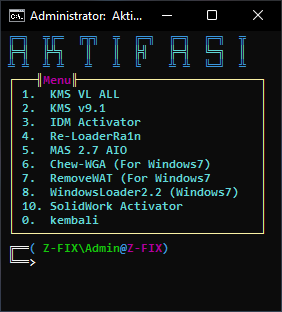 Administrator: Akti...
AKTIFASI
Menu
1. KMS VL ALL
2. KMS v9.1
3. IDM Activator
4. Re-LoaderRa1n
5. MAS 2.7 AIO
6. Chew-WGA (For Windows7)
7. RemoveWAT (For Windows7
8. WindowsLoader2.2 (Windows7)
10. SolidWork Activator
0. kembali
( Z-FIX\Admin@Z-FIX)
>